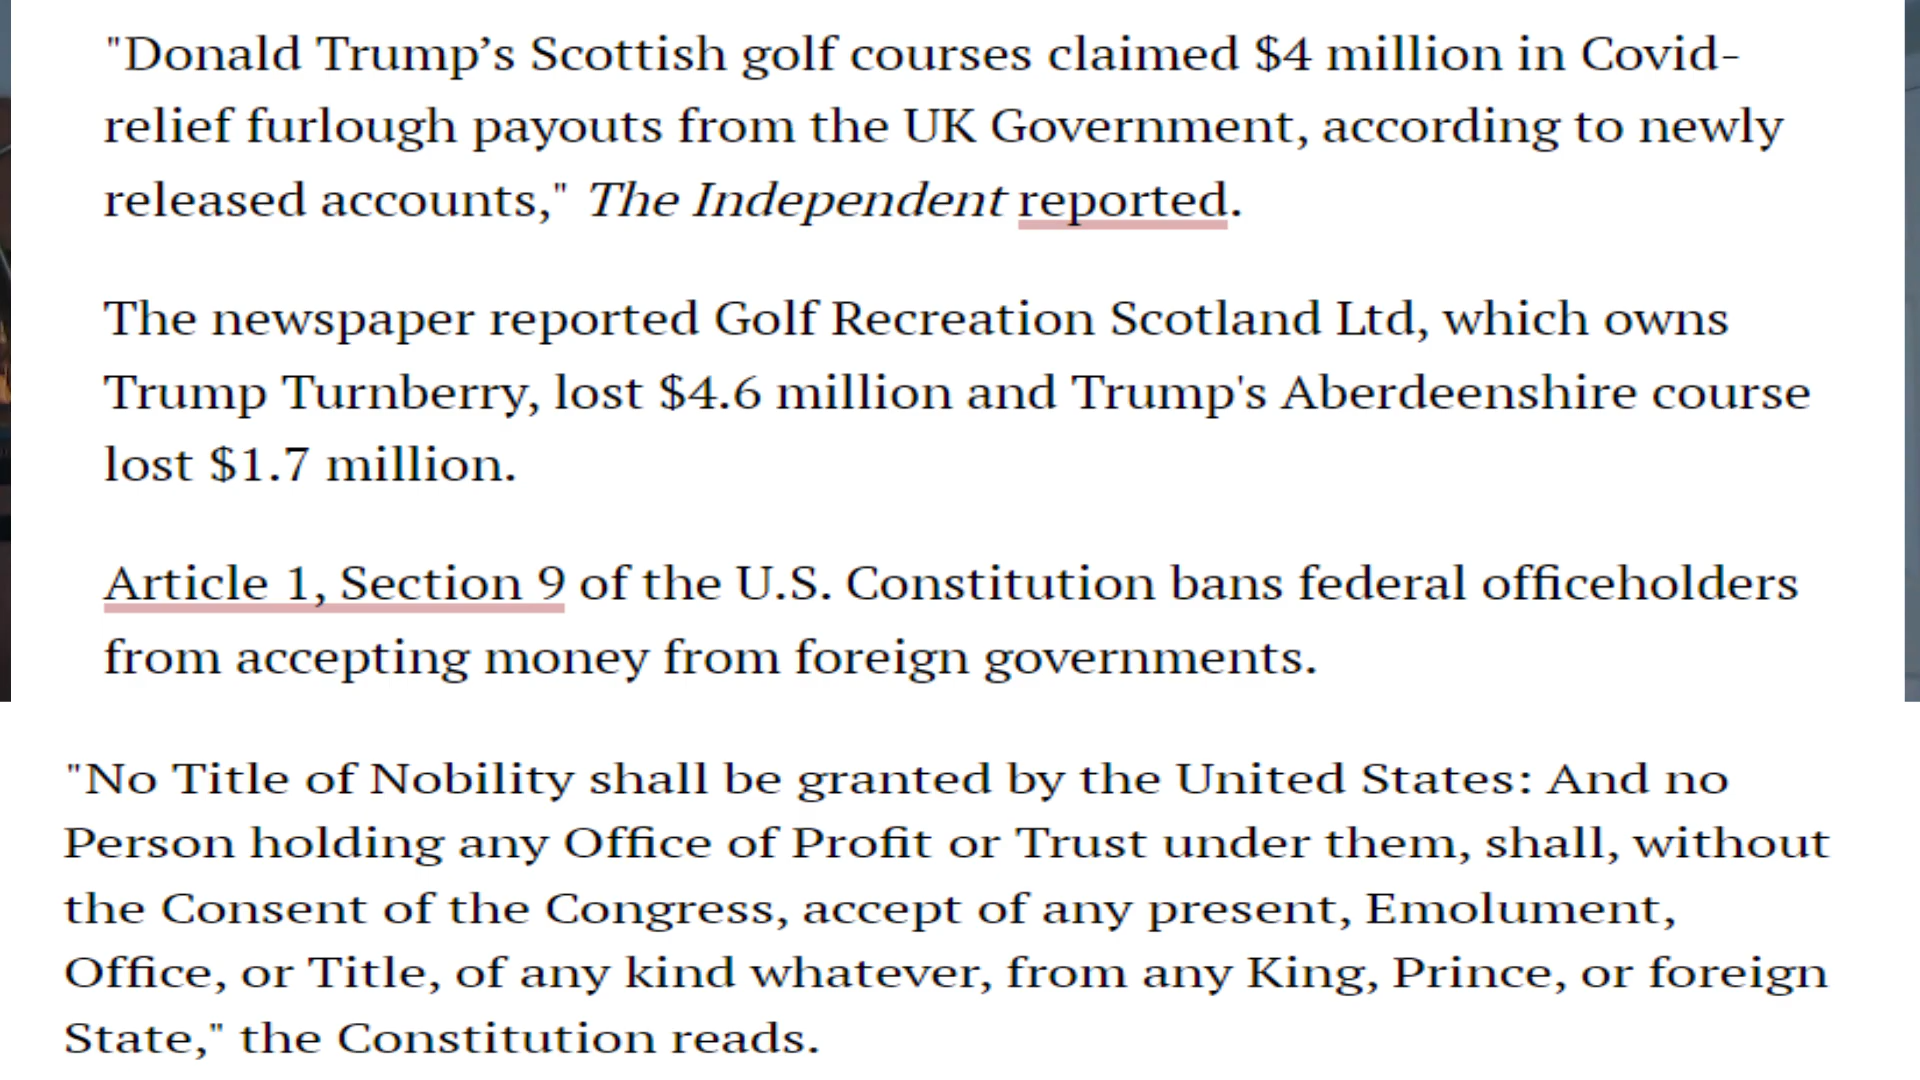 "Donald Trump’s Scottish golf courses claimed $4 million in Covid-
relief furlough payouts from the UK Government, according to newly
released accounts," The Independent reported.
The newspaper reported Golf Recreation Scotland Ltd, which owns
Trump Turnberry, lost $4.6 million and Trump's Aberdeenshire course
lost $1.7 million.
Article 1, Section 9 of the U.S. Constitution bans federal officeholders
from accepting money from foreign governments.
"No Title of Nobility shall be granted by the United States: And no
Person holding any Office of Profit or Trust under them, shall, without
the Consent of the Congress, accept of any present, Emolument,
Office, or Title, of any kind whatever, from any King, Prince, or foreign
State," the Constitution reads.